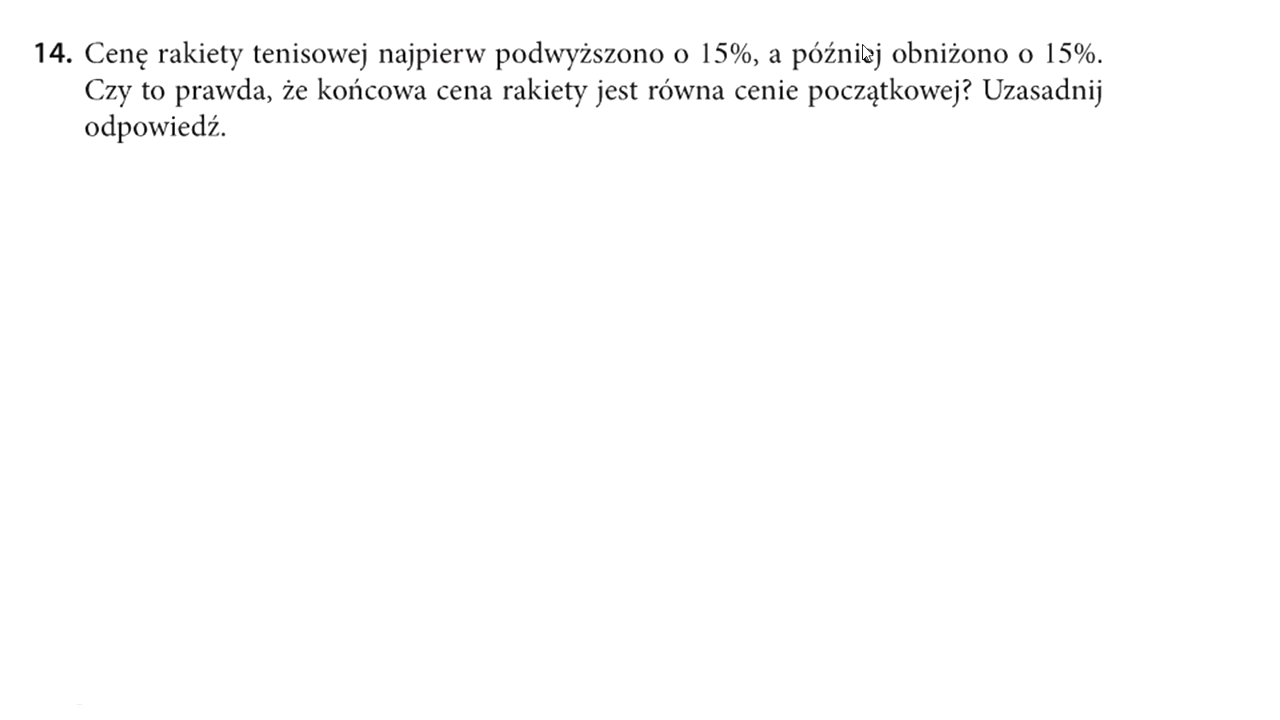 14. Cenę rakiety tenisowej najpierw podwyższono o 15%, a później obniżono o 15%.
Czy to prawda, że końcowa cena rakiety jest równa cenie początkowej? Uzasadnij
odpowiedź.